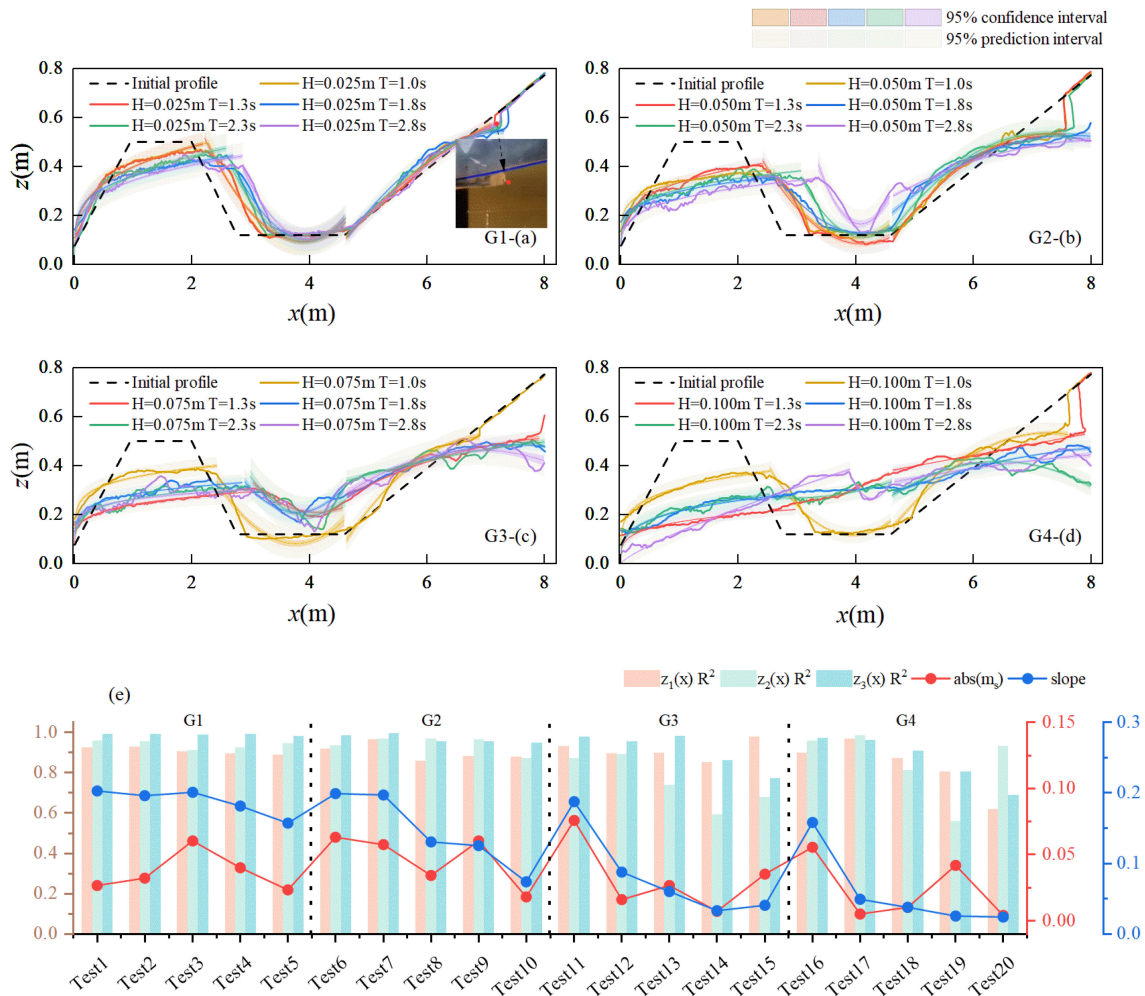 95% confidence interval
95% prediction interval
0.8
0.6
0.4
0.2
0.0
z(m)
Initial profile
H=0.025m T=1.0s
H=0.025m T=1.3s
H=0.025m T=1.8s
H=0.025m T=2.3s
H=0.025m T=2.8s
G1-(a)
0 2 4 6 8
x(m)
0.8
0.6
0.4
0.2
0.0
z(m)
Initial profile
H=0.050m T=1.0s
H=0.050m T=1.3s
H=0.050m T=1.8s
H=0.050m T=2.3s
H=0.050m T=2.8s
G2-(b)
0 2 4 6 8
x(m)
0.8
0.6
0.4
0.2
0.0
z(m)
Initial profile
H=0.075m T=1.0s
H=0.075m T=1.3s
H=0.075m T=1.8s
H=0.075m T=2.3s
H=0.075m T=2.8s
G3-(c)
0 2 4 6 8
x(m)
0.8
0.6
0.4
0.2
0.0
z(m)
Initial profile
H=0.100m T=1.0s
H=0.100m T=1.3s
H=0.100m T=1.8s
H=0.100m T=2.3s
H=0.100m T=2.8s
G4-(d)
0 2 4 6 8
x(m)
(e)
z₁(x) R² z₂(x) R² z₃(x) R² abs(mₛ) slope
G1 G2 G3 G4
1.0
0.8
0.6
0.4
0.2
0.0
0.15
0.10
0.05
0.00
0.3
0.2
0.1
0.0
Test1 Test2 Test3 Test4 Test5 Test6 Test7 Test8 Test9 Test10 Test11 Test12 Test13 Test14 Test15 Test16 Test17 Test18 Test19 Test20